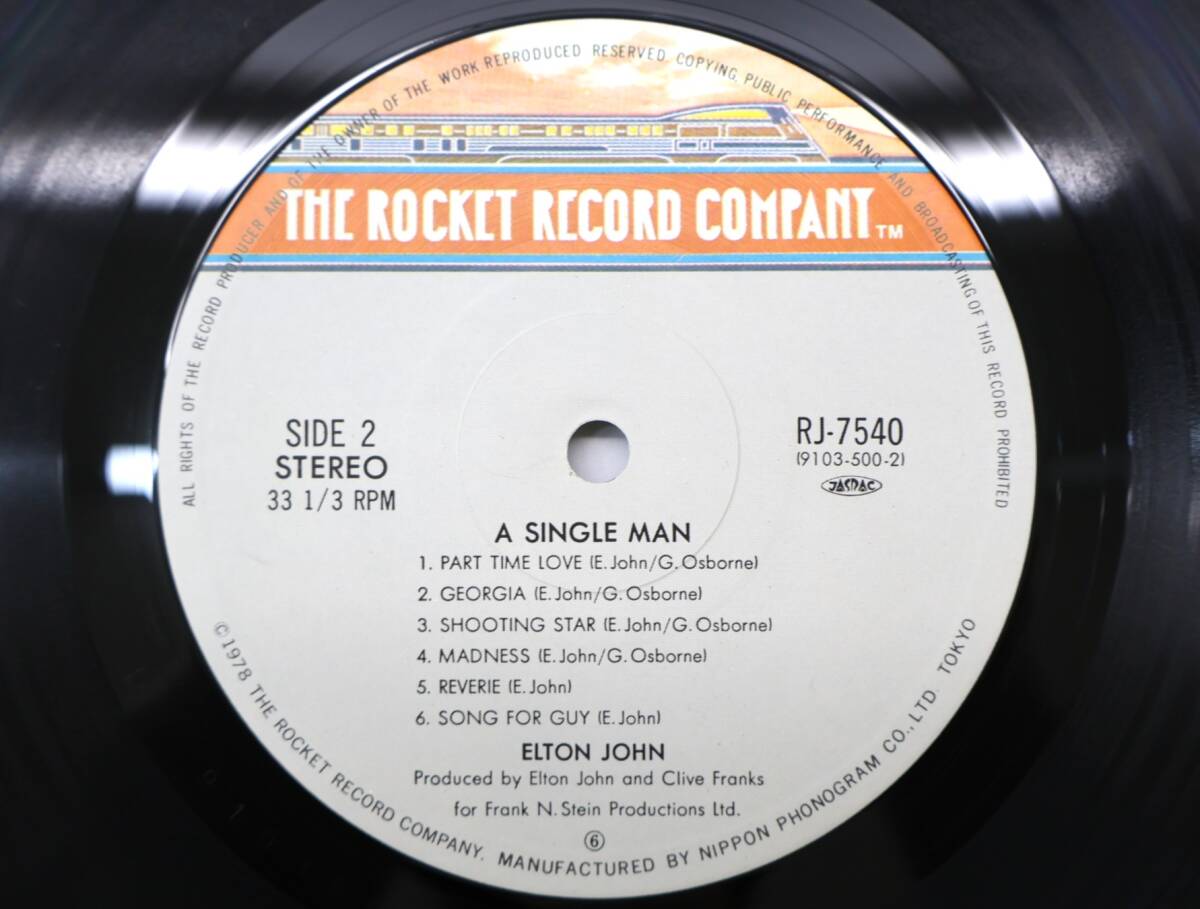 ALL RIGHTS OF THE RECORD PRODUCER AND OF THE OWNER OF THE WORK REPRODUCED RESERVED. COPYING, PUBLIC PERFORMANCE AND BROADCASTING OF THIS RECORD PROHIBITED
THE ROCKET RECORD COMPANY™
SIDE 2
STEREO
33 1/3 RPM
RJ-7540
(9103-500-2)
JASRAC
A SINGLE MAN
1. PART TIME LOVE (E. John/G. Osborne)
2. GEORGIA (E. John/G. Osborne)
3. SHOOTING STAR (E. John/G. Osborne)
4. MADNESS (E. John/G. Osborne)
5. REVERIE (E. John)
6. SONG FOR GUY (E. John)
ELTON JOHN
Produced by Elton John and Clive Franks
for Frank N. Stein Productions Ltd.
⑥
©1978 THE ROCKET RECORD COMPANY. MANUFACTURED BY NIPPON PHONOGRAM CO., LTD. TOKYO